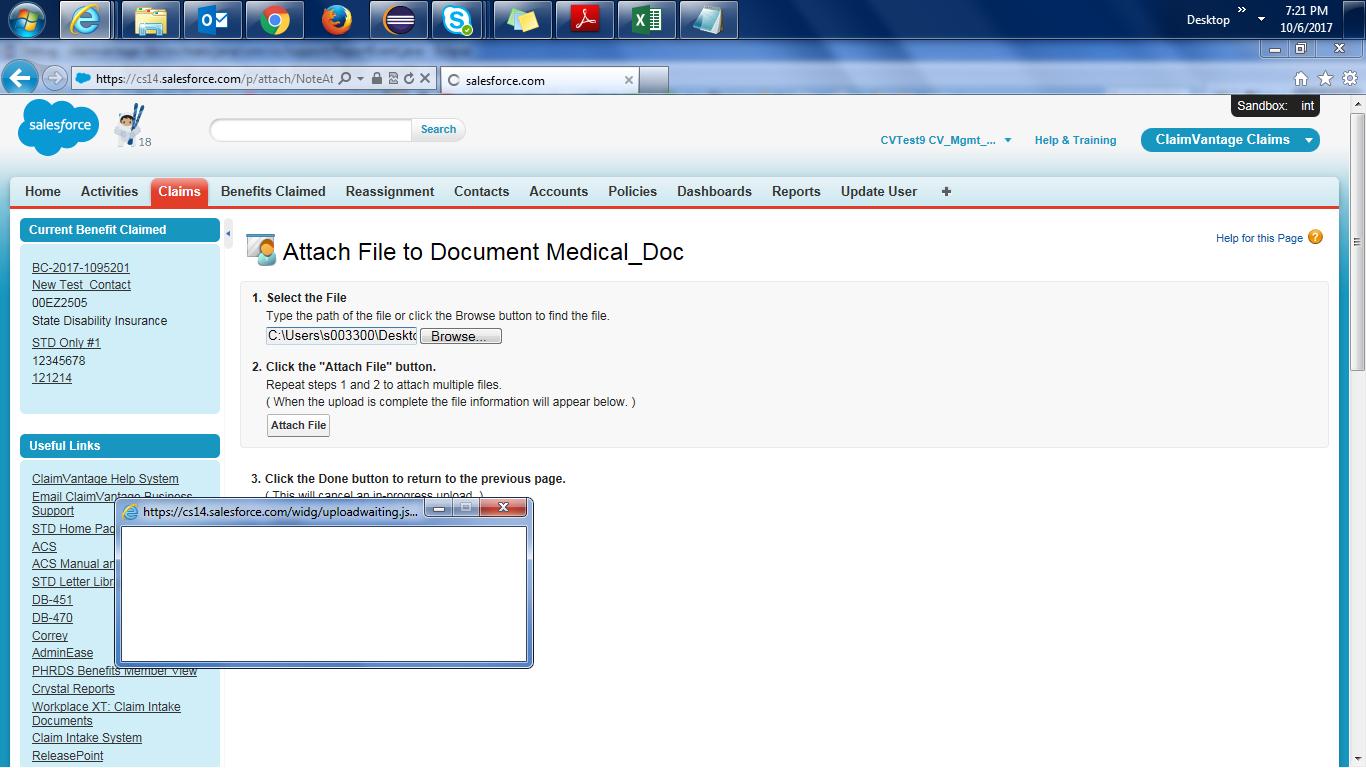 7:21 PM
Desktop
10/6/2017
https://cs14.salesforce.com/p/attach/NoteAt
salesforce.com
Sandbox: int
salesforce
18
Search
CVTest9 CV_Mgmt_...
Help & Training
ClaimVantage Claims
Home Activities Claims Benefits Claimed Reassignment Contacts Accounts Policies Dashboards Reports Update User +
Current Benefit Claimed
BC-2017-1095201
New Test Contact
00EZ2505
State Disability Insurance
STD Only #1
12345678
121214
Useful Links
ClaimVantage Help System
Email ClaimVantage Business
Support
STD Home Pag
ACS
ACS Manual an
STD Letter Libr
DB-451
DB-470
Correy
AdminEase
PHRDS Benefits Member View
Crystal Reports
Workplace XT: Claim Intake
Documents
Claim Intake System
ReleasePoint
Attach File to Document Medical_Doc
Help for this Page ?
1. Select the File
Type the path of the file or click the Browse button to find the file.
C:\Users\s003300\Deskto Browse...
2. Click the "Attach File" button.
Repeat steps 1 and 2 to attach multiple files.
( When the upload is complete the file information will appear below. )
Attach File
3. Click the Done button to return to the previous page.
( This will cancel an in-progress upload. )
https://cs14.salesforce.com/widg/uploadwaiting.js...